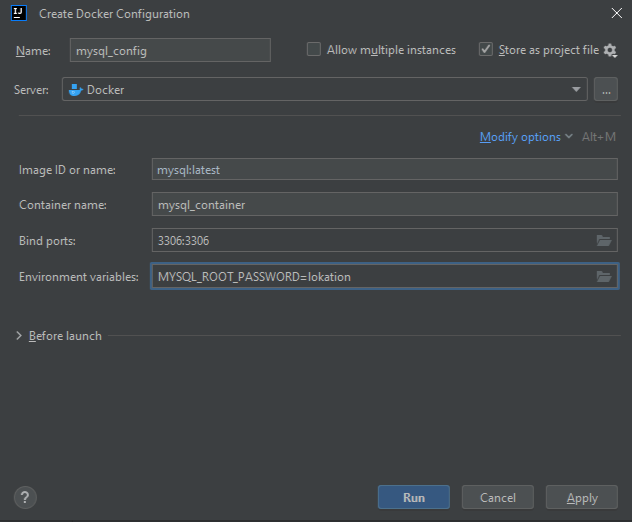 IJ Create Docker Configuration
Name: mysql_config Allow multiple instances Store as project file
Server: Docker ...
Modify options Alt+M
Image ID or name: mysql:latest
Container name: mysql_container
Bind ports: 3306:3306
Environment variables: MYSQL_ROOT_PASSWORD=lokation
Before launch
? Run Cancel Apply